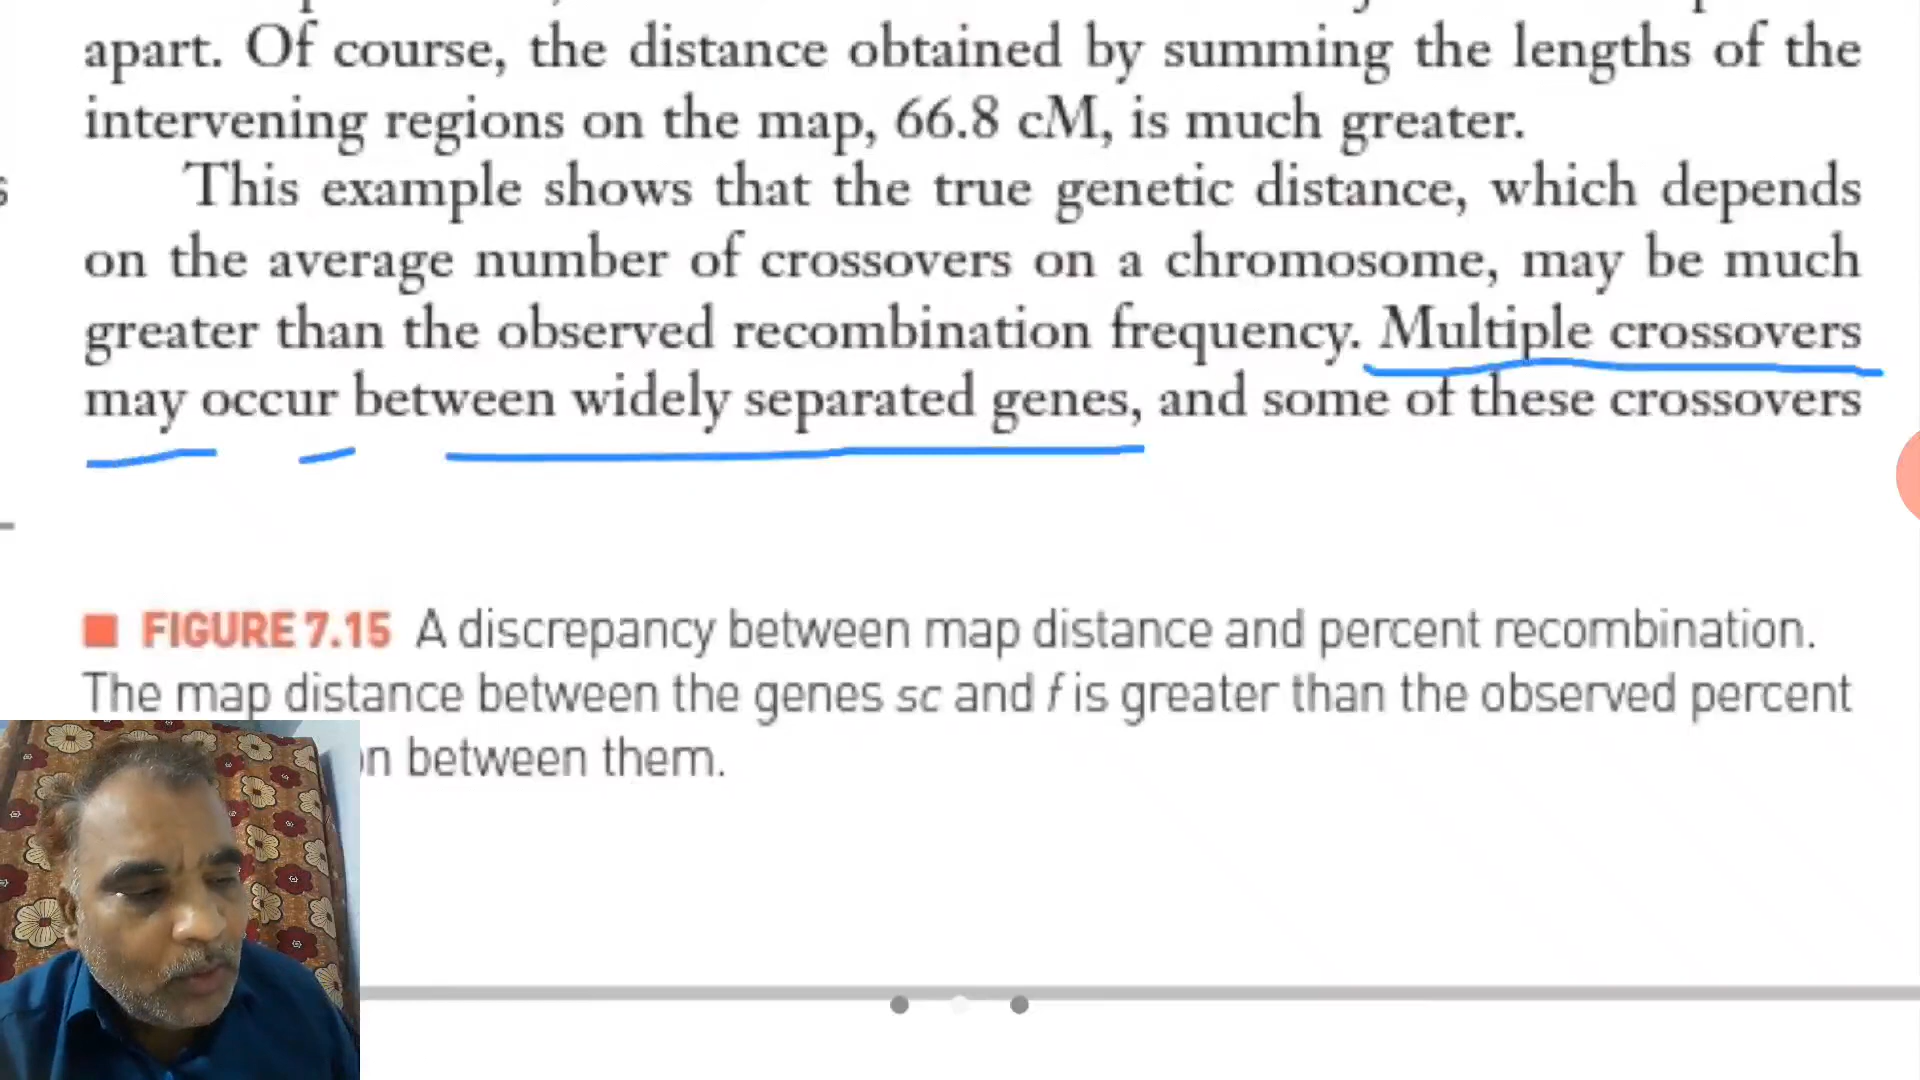 apart. Of course, the distance obtained by summing the lengths of the
intervening regions on the map, 66.8 cM, is much greater.
This example shows that the true genetic distance, which depends
on the average number of crossovers on a chromosome, may be much
greater than the observed recombination frequency. Multiple crossovers
may occur between widely separated genes, and some of these crossovers
FIGURE 7.15 A discrepancy between map distance and percent recombination.
The map distance between the genes sc and f is greater than the observed percent
n between them.